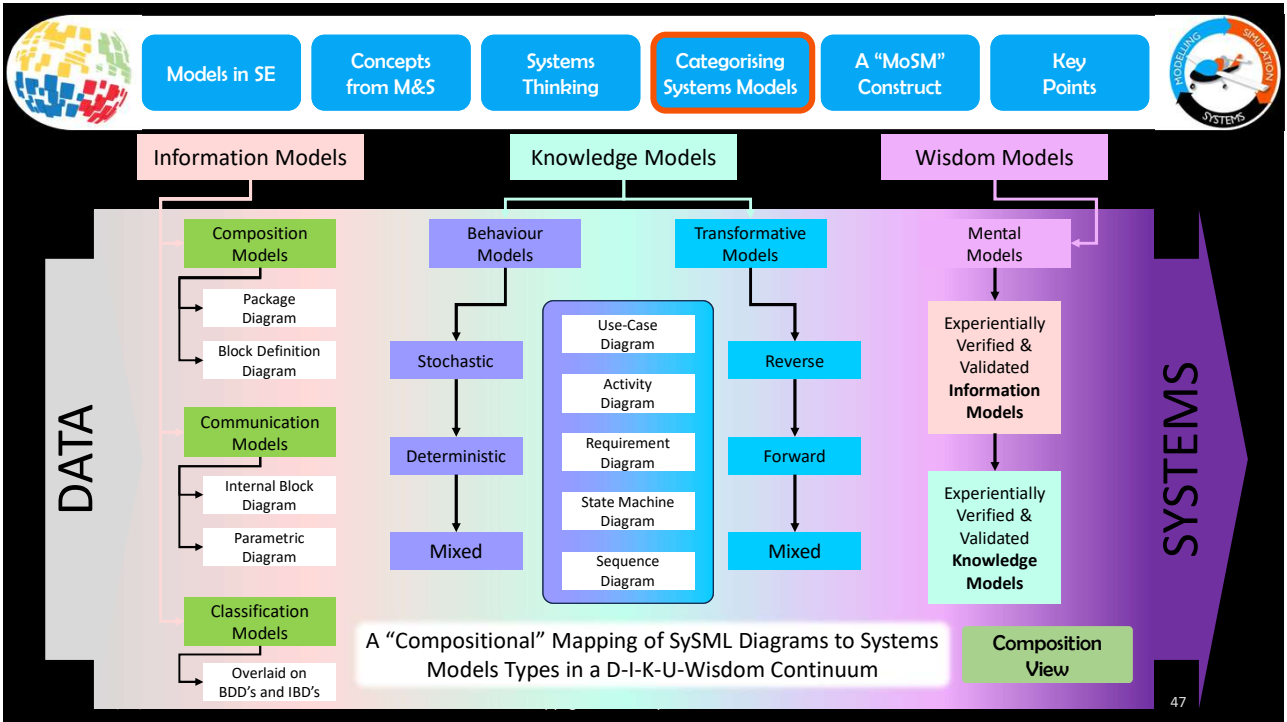 Models in SE
Concepts
from M&S
Systems
Thinking
Categorising
Systems Models
A “MoSM”
Construct
Key
Points
MODELLING
SIMULATION
SYSTEMS
Information Models
Knowledge Models
Wisdom Models
DATA
Composition
Models
Package
Diagram
Block Definition
Diagram
Communication
Models
Internal Block
Diagram
Parametric
Diagram
Classification
Models
Overlaid on
BDD’s and IBD’s
Behaviour
Models
Stochastic
Deterministic
Mixed
Use-Case
Diagram
Activity
Diagram
Requirement
Diagram
State Machine
Diagram
Sequence
Diagram
Transformative
Models
Reverse
Forward
Mixed
Mental
Models
Experientially
Verified &
Validated
Information
Models
Experientially
Verified &
Validated
Knowledge
Models
SYSTEMS
A “Compositional” Mapping of SySML Diagrams to Systems
Models Types in a D-I-K-U-Wisdom Continuum
Composition
View
47